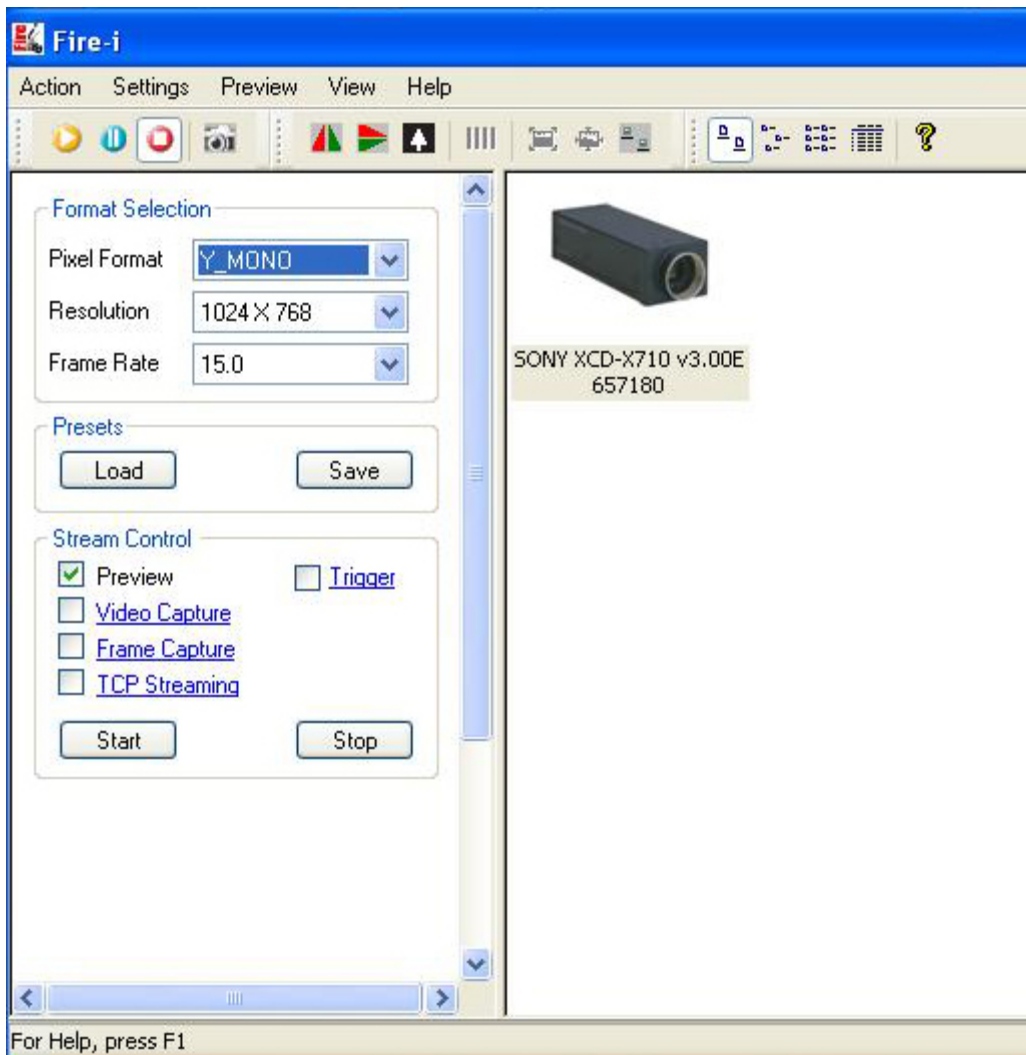 Fire-i
Action Settings Preview View Help
Format Selection
Pixel Format Y_MONO
Resolution 1024 X 768
Frame Rate 15.0
Presets
Load Save
Stream Control
Preview Trigger
Video Capture
Frame Capture
TCP Streaming
Start Stop
SONY XCD-X710 v3.00E
657180
For Help, press F1